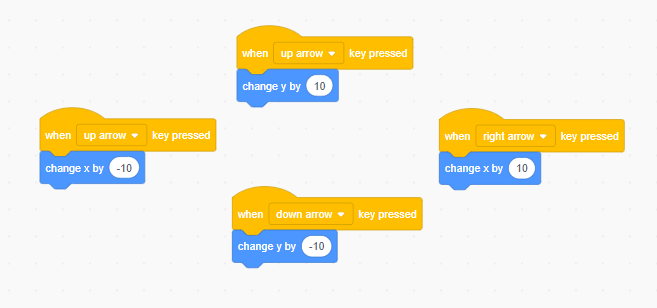 when up arrow key pressed
change y by 10
when up arrow key pressed
change x by -10
when right arrow key pressed
change x by 10
when down arrow key pressed
change y by -10